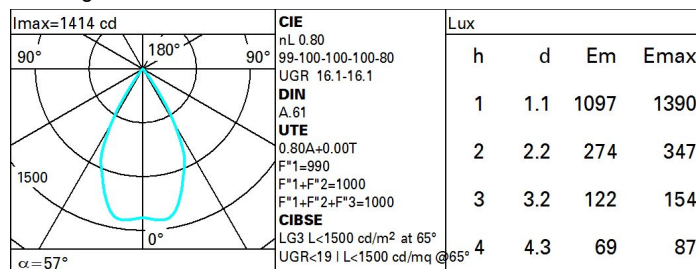 Imax=1414 cd
90° 180° 90°
1500
0°
α=57°
CIE
nL 0.80
99-100-100-100-80
UGR 16.1-16.1
DIN
A.61
UTE
0.80A+0.00T
F"1=990
F"1+F"2=1000
F"1+F"2+F"3=1000
CIBSE
LG3 L<1500 cd/m² at 65°
UGR<19 | L<1500 cd/mq @65°
Lux
h d Em Emax
1 1.1 1097 1390
2 2.2 274 347
3 3.2 122 154
4 4.3 69 87